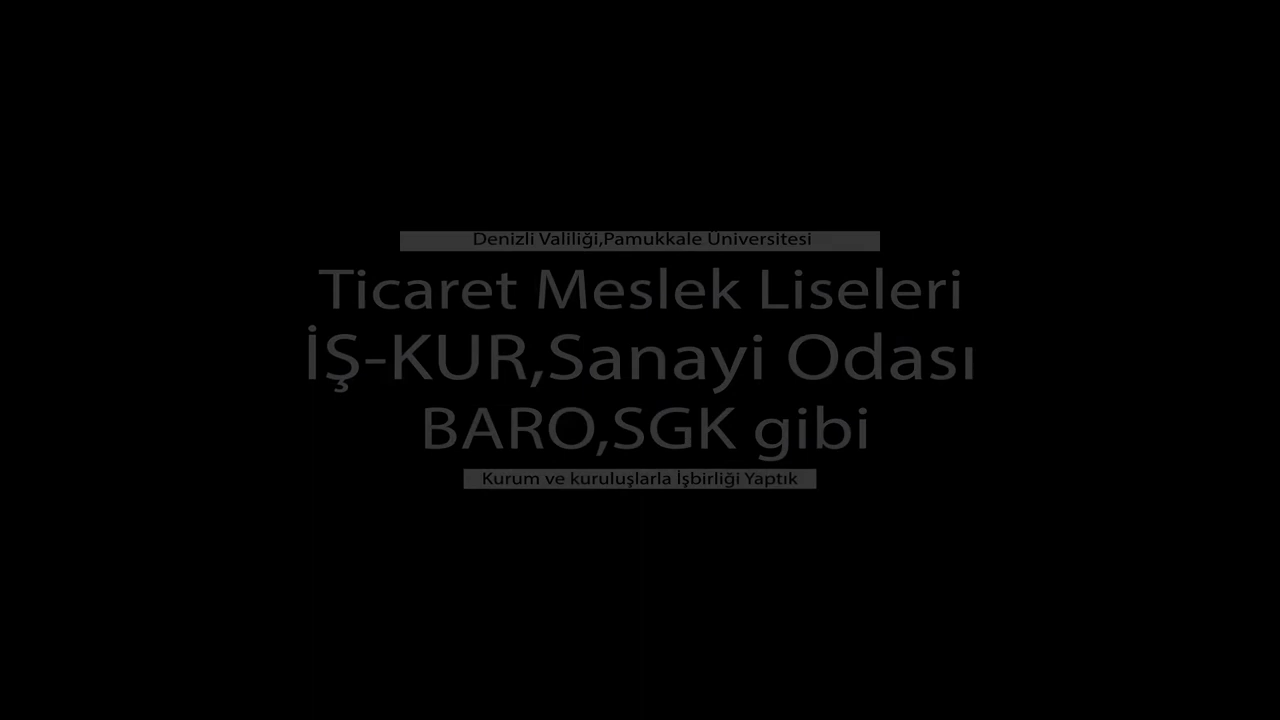 Denizli Valiliği,Pamukkale Üniversitesi
Ticaret Meslek Liseleri
İŞ-KUR,Sanayi Odası
BARO,SGK gibi
Kurum ve kuruluşlarla İşbirliği Yaptık